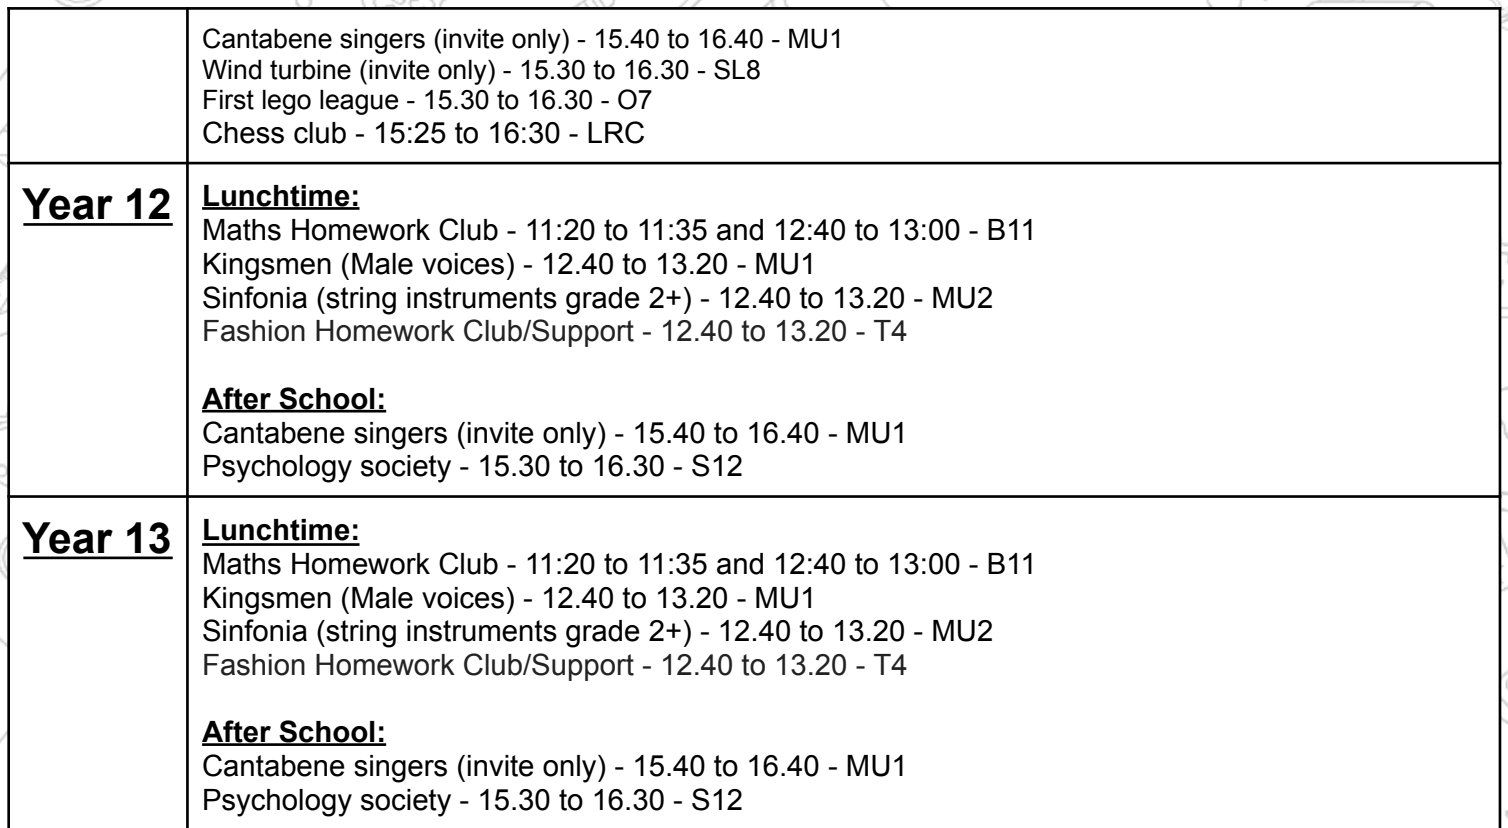 Cantabene singers (invite only) - 15.40 to 16.40 - MU1
Wind turbine (invite only) - 15.30 to 16.30 - SL8
First lego league - 15.30 to 16.30 - O7
Chess club - 15:25 to 16:30 - LRC
Year 12
Lunchtime:
Maths Homework Club - 11:20 to 11:35 and 12:40 to 13:00 - B11
Kingsmen (Male voices) - 12.40 to 13.20 - MU1
Sinfonia (string instruments grade 2+) - 12.40 to 13.20 - MU2
Fashion Homework Club/Support - 12.40 to 13.20 - T4
After School:
Cantabene singers (invite only) - 15.40 to 16.40 - MU1
Psychology society - 15.30 to 16.30 - S12
Year 13
Lunchtime:
Maths Homework Club - 11:20 to 11:35 and 12:40 to 13:00 - B11
Kingsmen (Male voices) - 12.40 to 13.20 - MU1
Sinfonia (string instruments grade 2+) - 12.40 to 13.20 - MU2
Fashion Homework Club/Support - 12.40 to 13.20 - T4
After School:
Cantabene singers (invite only) - 15.40 to 16.40 - MU1
Psychology society - 15.30 to 16.30 - S12